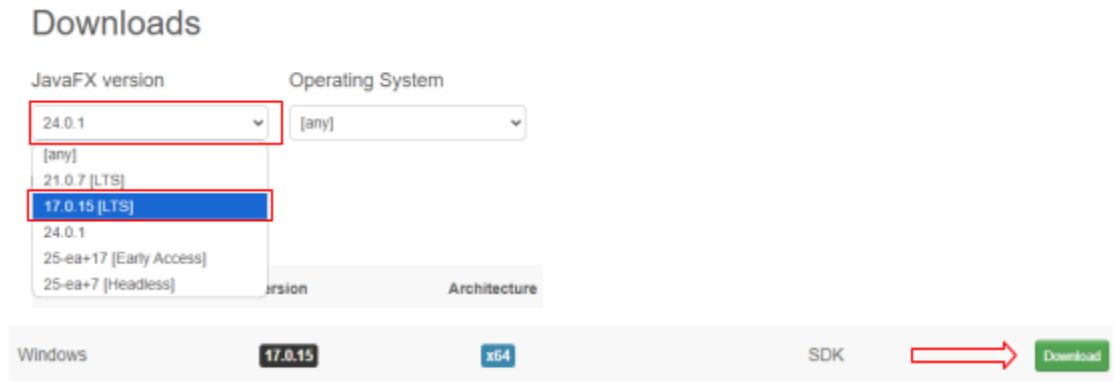 Downloads
JavaFX version Operating System
24.0.1 [any]
[any]
21.0.7 [LTS]
17.0.15 [LTS]
24.0.1
25-ea+17 [Early Access]
25-ea+7 [Headless]
ersion Architecture
Windows 17.0.15 x64 SDK Download